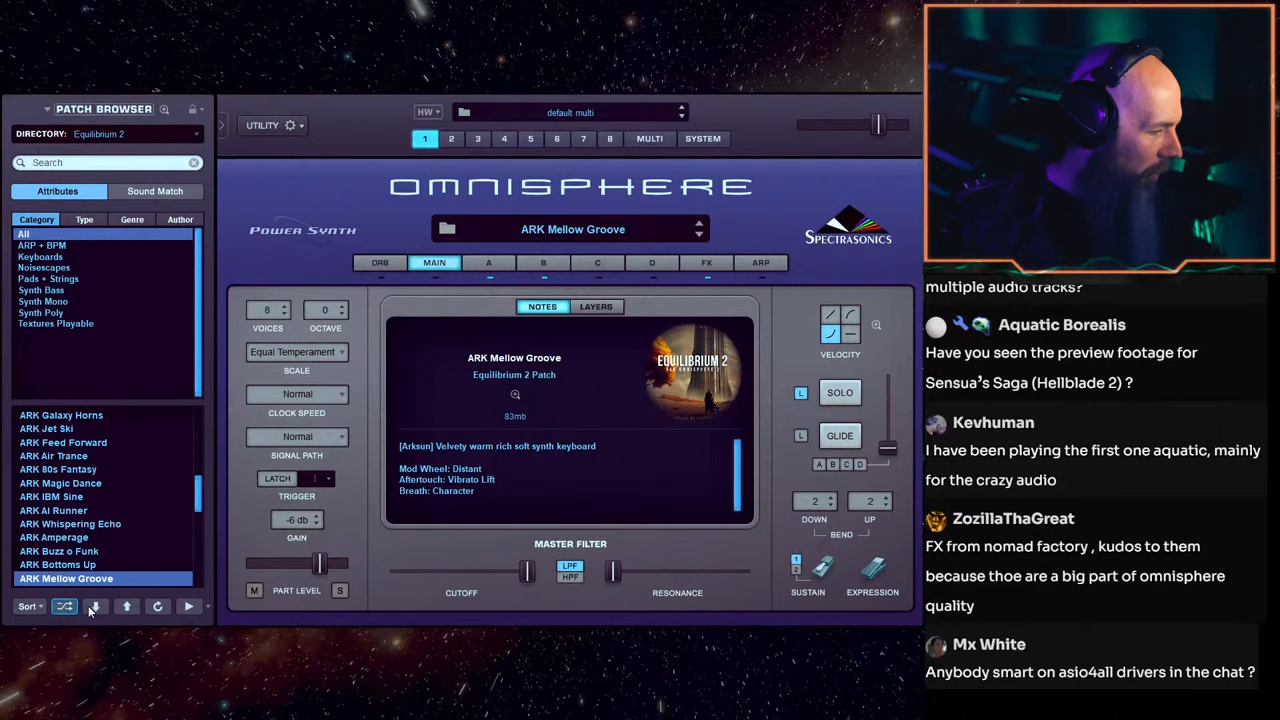 PATCH BROWSER
DIRECTORY: Equilibrium 2
Search
Attributes Sound Match
Category Type Genre Author
All
ARP + BPM
Keyboards
Noisescapes
Pads + Strings
Synth Bass
Synth Mono
Synth Poly
Textures Playable
ARK Galaxy Horns
ARK Jet Ski
ARK Feed Forward
ARK Air Trance
ARK 80s Fantasy
ARK Magic Dance
ARK IBM Sine
ARK AI Runner
ARK Whispering Echo
ARK Amperage
ARK Buzz o Funk
ARK Bottoms Up
ARK Mellow Groove
Sort
UTILITY
HW default multi
1 2 3 4 5 6 7 8 MULTI SYSTEM
OMNISPHERE
POWER SYNTH
ARK Mellow Groove
SPECTRASONICS
ORB MAIN A B C D FX ARP
8 0
VOICES OCTAVE
Equal Temperament
SCALE
Normal
CLOCK SPEED
Normal
SIGNAL PATH
LATCH
TRIGGER
-6 db
GAIN
M PART LEVEL S
NOTES LAYERS
ARK Mellow Groove
Equilibrium 2 Patch
83mb
EQUILIBRIUM 2
FOR OMNISPHERE 2
[Arksun] Velvety warm rich soft synth keyboard
Mod Wheel: Distant
Aftertouch: Vibrato Lift
Breath: Character
MASTER FILTER
LPF
HPF
CUTOFF RESONANCE
VELOCITY
L SOLO
L GLIDE
A B C D
2 2
DOWN UP
BEND
1
2
SUSTAIN EXPRESSION
multiple audio tracks?
Aquatic Borealis
Have you seen the preview footage for
Sensua's Saga (Hellblade 2) ?
Kevhuman
I have been playing the first one aquatic, mainly
for the crazy audio
ZozillaThaGreat
FX from nomad factory , kudos to them
because thoe are a big part of omnisphere
quality
Mx White
Anybody smart on asio4all drivers in the chat ?